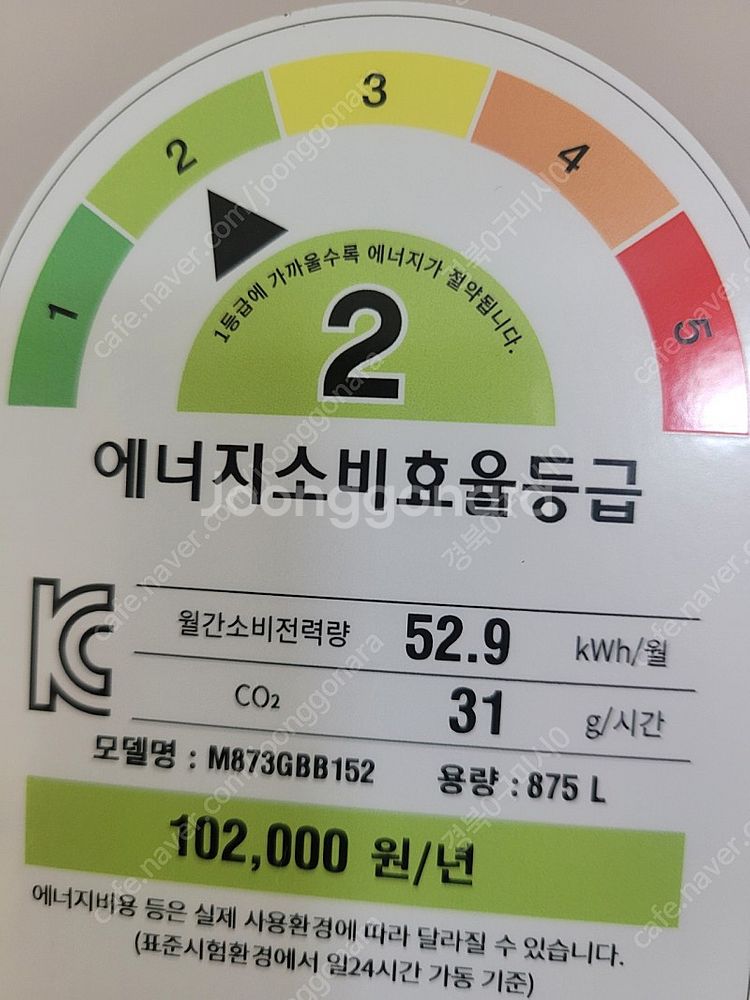 1 2 3 4 5
1등급에 가까울수록 에너지가 절약됩니다.
2
에너지소비효율등급
월간소비전력량 52.9 kWh/월
CO₂ 31 g/시간
모델명 : M873GBB152 용량 : 875 L
102,000 원/년
에너지비용 등은 실제 사용환경에 따라 달라질 수 있습니다.
(표준시험환경에서 일24시간 가동 기준)
Joonggonara
cafe.naver.com/joonggonara